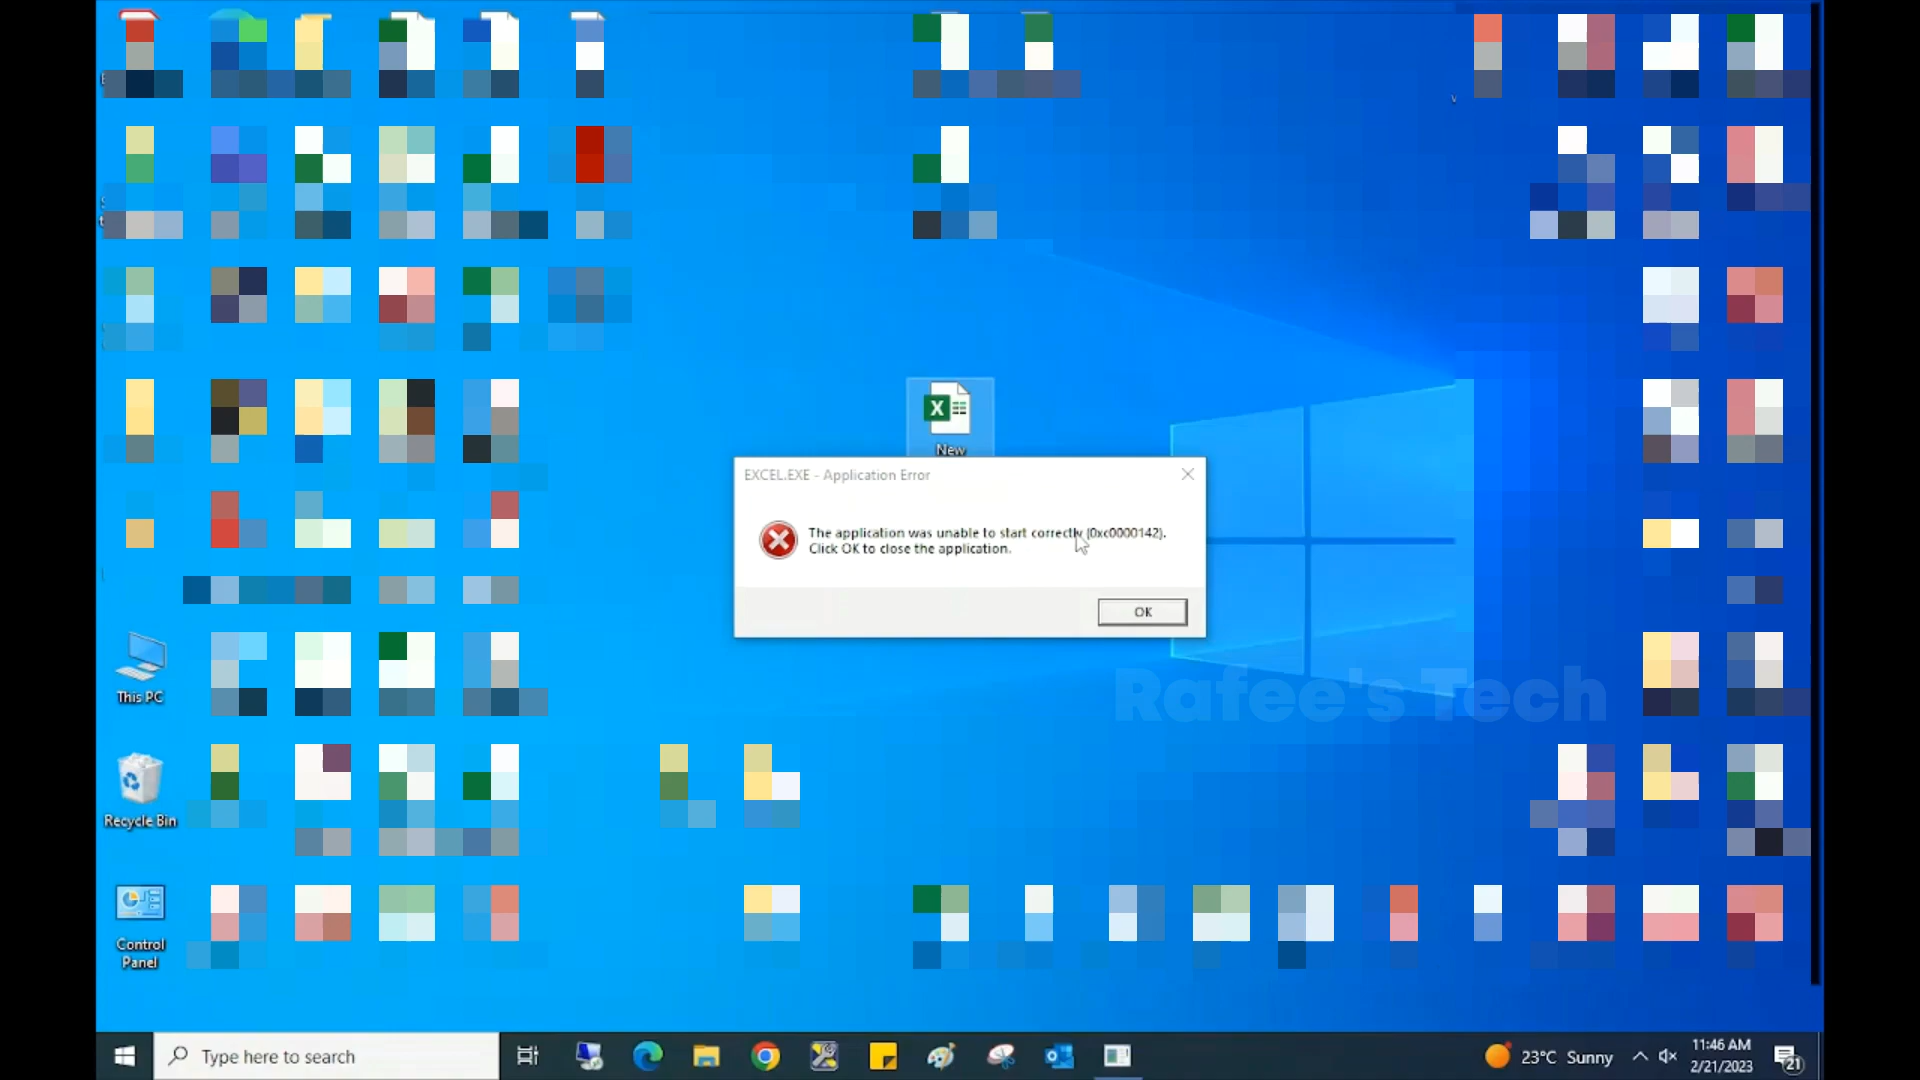 New
EXCEL.EXE - Application Error
The application was unable to start correctly (0xc0000142).
Click OK to close the application.
OK
Rafee's Tech
This PC
Recycle Bin
Control
Panel
Type here to search
23°C Sunny
11:46 AM
2/21/2023
21